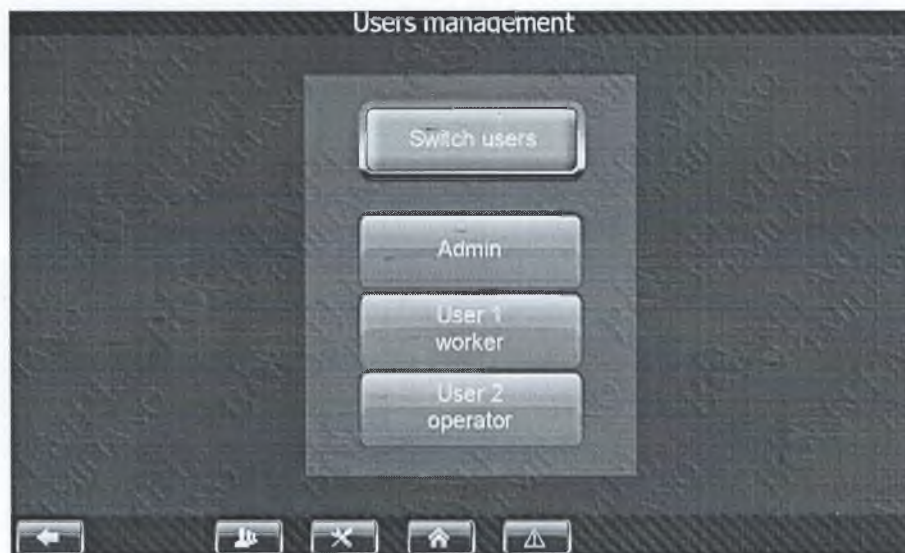 Users management
Switch users
Admin
User 1
worker
User 2
operator